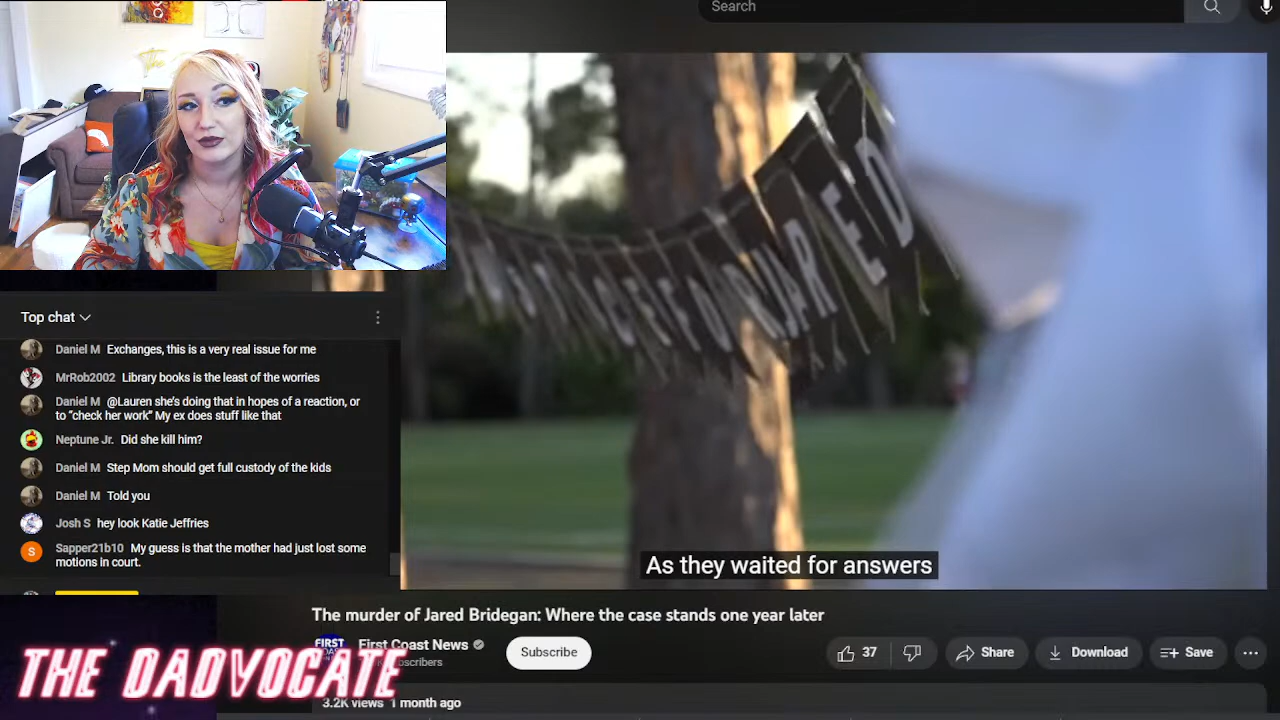 Search
JARED
As they waited for answers
Top chat
Daniel M Exchanges, this is a very real issue for me
MrRob2002 Library books is the least of the worries
Daniel M @Lauren she's doing that in hopes of a reaction, or
to "check her work" My ex does stuff like that
Neptune Jr. Did she kill him?
Daniel M Step Mom should get full custody of the kids
Daniel M Told you
Josh S hey look Katie Jeffries
S Sapper21b10 My guess is that the mother had just lost some
motions in court.
The murder of Jared Bridegan: Where the case stands one year later
FIRST
First Coast News
Subscribe
37
Share
Download
Save
THE DADVOCATE
3.2K views 1 month ago